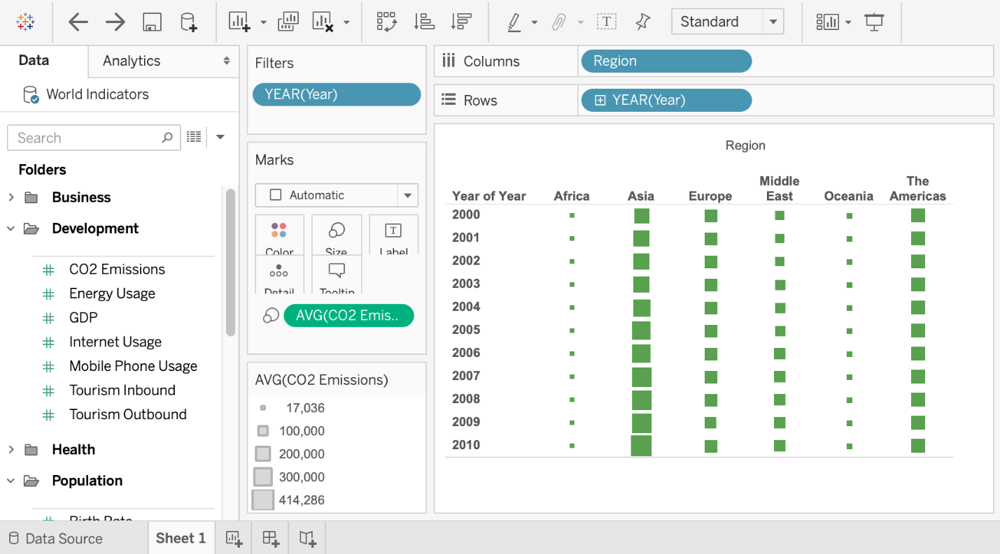 Standard
Data
Analytics
World Indicators
Search
Folders
Business
Development
CO2 Emissions
Energy Usage
GDP
Internet Usage
Mobile Phone Usage
Tourism Inbound
Tourism Outbound
Health
Population
Birth Rate
Filters
YEAR(Year)
Marks
Automatic
Color
Size
T
Label
Detail
Tooltip
AVG(CO2 Emis..
AVG(CO2 Emissions)
17,036
100,000
200,000
300,000
414,286
Columns
Region
Rows
YEAR(Year)
Region
Year of Year Africa Asia Europe Middle East Oceania The Americas
2000
2001
2002
2003
2004
2005
2006
2007
2008
2009
2010
Data Source
Sheet 1